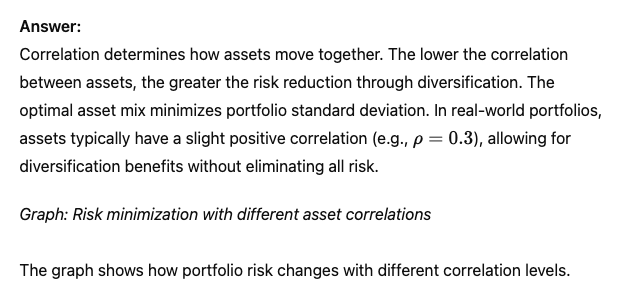 Answer:
Correlation determines how assets move together. The lower the correlation
between assets, the greater the risk reduction through diversification. The
optimal asset mix minimizes portfolio standard deviation. In real-world portfolios,
assets typically have a slight positive correlation (e.g., ρ = 0.3), allowing for
diversification benefits without eliminating all risk.
Graph: Risk minimization with different asset correlations
The graph shows how portfolio risk changes with different correlation levels.